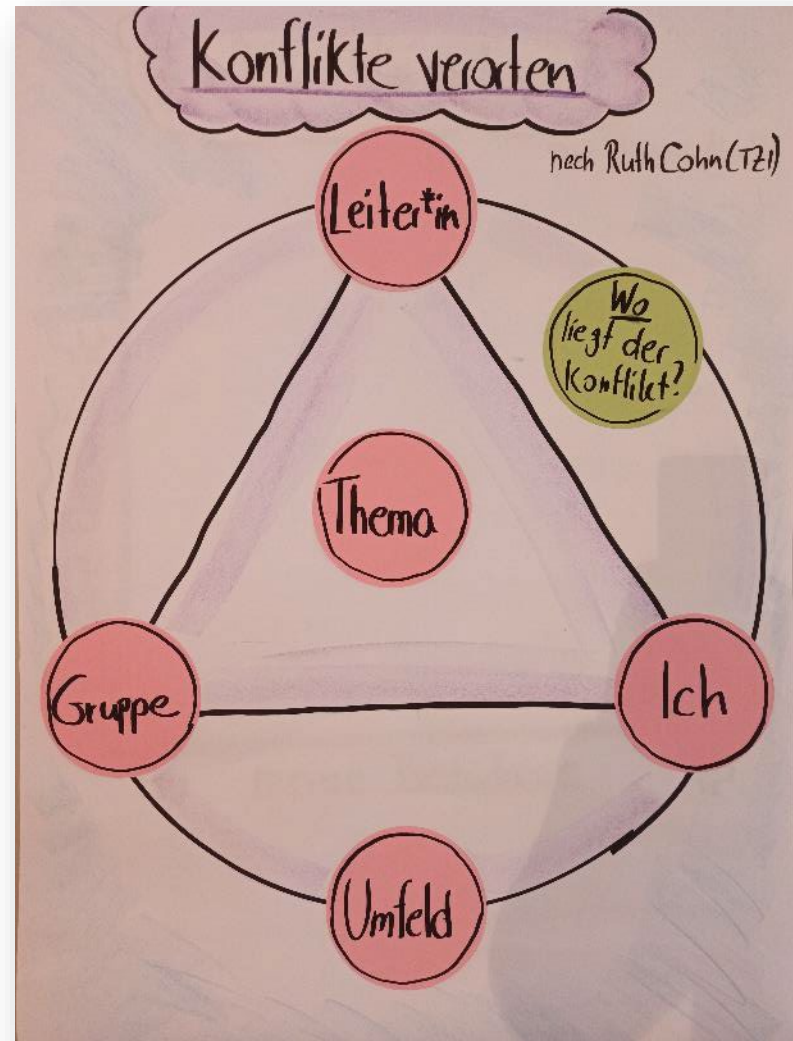 Konflikte verorten
nach Ruth Cohn (TZI)
Leiter*in
Wo
liegt der
Konflikt?
Thema
Gruppe
Ich
Umfeld